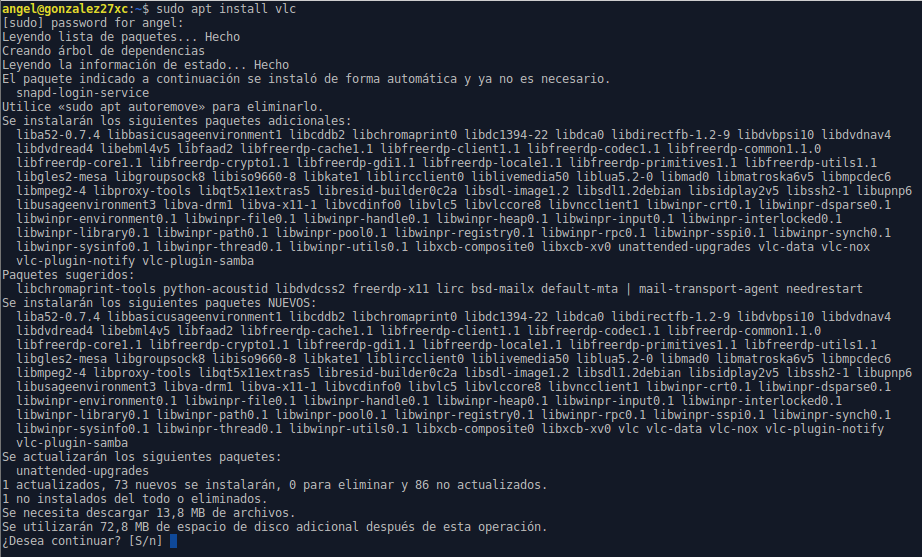 angel@gonzalez27xc:~$ sudo apt install vlc
[sudo] password for angel:
Leyendo lista de paquetes... Hecho
Creando árbol de dependencias
Leyendo la información de estado... Hecho
El paquete indicado a continuación se instaló de forma automática y ya no es necesario.
snapd-login-service
Utilice «sudo apt autoremove» para eliminarlo.
Se instalarán los siguientes paquetes adicionales:
liba52-0.7.4 libbasicusageenvironment1 libcddb2 libchromaprint0 libdc1394-22 libdca0 libdirectfb-1.2-9 libdvbpsi10 libdvdnav4
libdvdread4 libebml4v5 libfaad2 libfreerdp-cache1.1 libfreerdp-client1.1 libfreerdp-codec1.1 libfreerdp-common1.1.0
libfreerdp-core1.1 libfreerdp-crypto1.1 libfreerdp-gdi1.1 libfreerdp-locale1.1 libfreerdp-primitives1.1 libfreerdp-utils1.1
libgles2-mesa libgroupsock8 libiso9660-8 libkate1 liblircclient0 liblivemedia50 liblua5.2-0 libmad0 libmatroska6v5 libmpcdec6
libmpeg2-4 libproxy-tools libqt5x11extras5 libresid-builder0c2a libsdl-image1.2 libsdl1.2debian libsidplay2v5 libssh2-1 libupnp6
libusageenvironment3 libva-drm1 libva-x11-1 libvcdinfo0 libvlc5 libvlccore8 libvncclient1 libwinpr-crt0.1 libwinpr-dsparse0.1
libwinpr-environment0.1 libwinpr-file0.1 libwinpr-handle0.1 libwinpr-heap0.1 libwinpr-input0.1 libwinpr-interlocked0.1
libwinpr-library0.1 libwinpr-path0.1 libwinpr-pool0.1 libwinpr-registry0.1 libwinpr-rpc0.1 libwinpr-sspi0.1 libwinpr-synch0.1
libwinpr-sysinfo0.1 libwinpr-thread0.1 libwinpr-utils0.1 libxcb-composite0 libxcb-xv0 unattended-upgrades vlc-data vlc-nox
vlc-plugin-notify vlc-plugin-samba
Paquetes sugeridos:
libchromaprint-tools python-acoustid libdvdcss2 freerdp-x11 lirc bsd-mailx default-mta | mail-transport-agent needrestart
Se instalarán los siguientes paquetes NUEVOS:
liba52-0.7.4 libbasicusageenvironment1 libcddb2 libchromaprint0 libdc1394-22 libdca0 libdirectfb-1.2-9 libdvbpsi10 libdvdnav4
libdvdread4 libebml4v5 libfaad2 libfreerdp-cache1.1 libfreerdp-client1.1 libfreerdp-codec1.1 libfreerdp-common1.1.0
libfreerdp-core1.1 libfreerdp-crypto1.1 libfreerdp-gdi1.1 libfreerdp-locale1.1 libfreerdp-primitives1.1 libfreerdp-utils1.1
libgles2-mesa libgroupsock8 libiso9660-8 libkate1 liblircclient0 liblivemedia50 liblua5.2-0 libmad0 libmatroska6v5 libmpcdec6
libmpeg2-4 libproxy-tools libqt5x11extras5 libresid-builder0c2a libsdl-image1.2 libsdl1.2debian libsidplay2v5 libssh2-1 libupnp6
libusageenvironment3 libva-drm1 libva-x11-1 libvcdinfo0 libvlc5 libvlccore8 libvncclient1 libwinpr-crt0.1 libwinpr-dsparse0.1
libwinpr-environment0.1 libwinpr-file0.1 libwinpr-handle0.1 libwinpr-heap0.1 libwinpr-input0.1 libwinpr-interlocked0.1
libwinpr-library0.1 libwinpr-path0.1 libwinpr-pool0.1 libwinpr-registry0.1 libwinpr-rpc0.1 libwinpr-sspi0.1 libwinpr-synch0.1
libwinpr-sysinfo0.1 libwinpr-thread0.1 libwinpr-utils0.1 libxcb-composite0 libxcb-xv0 vlc vlc-data vlc-nox vlc-plugin-notify
vlc-plugin-samba
Se actualizarán los siguientes paquetes:
unattended-upgrades
1 actualizados, 73 nuevos se instalarán, 0 para eliminar y 86 no actualizados.
1 no instalados del todo o eliminados.
Se necesita descargar 13,8 MB de archivos.
Se utilizarán 72,8 MB de espacio de disco adicional después de esta operación.
¿Desea continuar? [S/n]